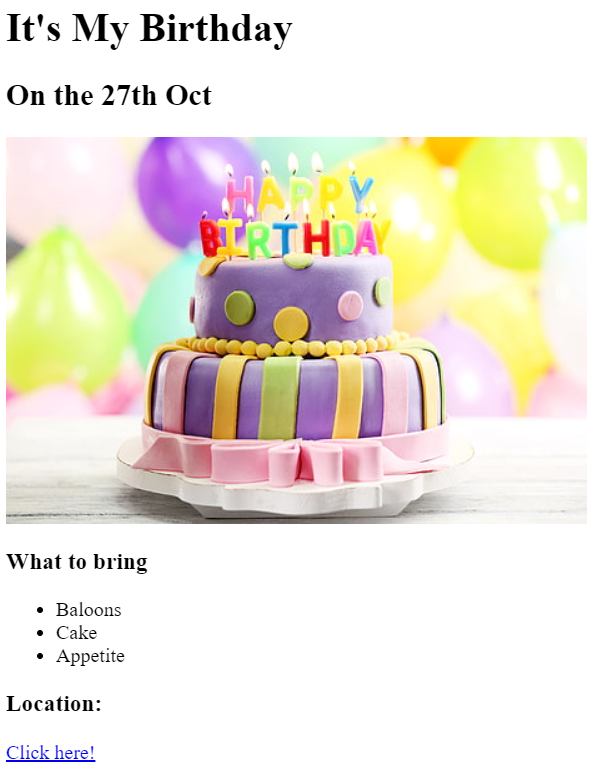 It's My Birthday
On the 27th Oct
HAPPY
BIRTHDAY
What to bring
Baloons
Cake
Appetite
Location:
Click here!